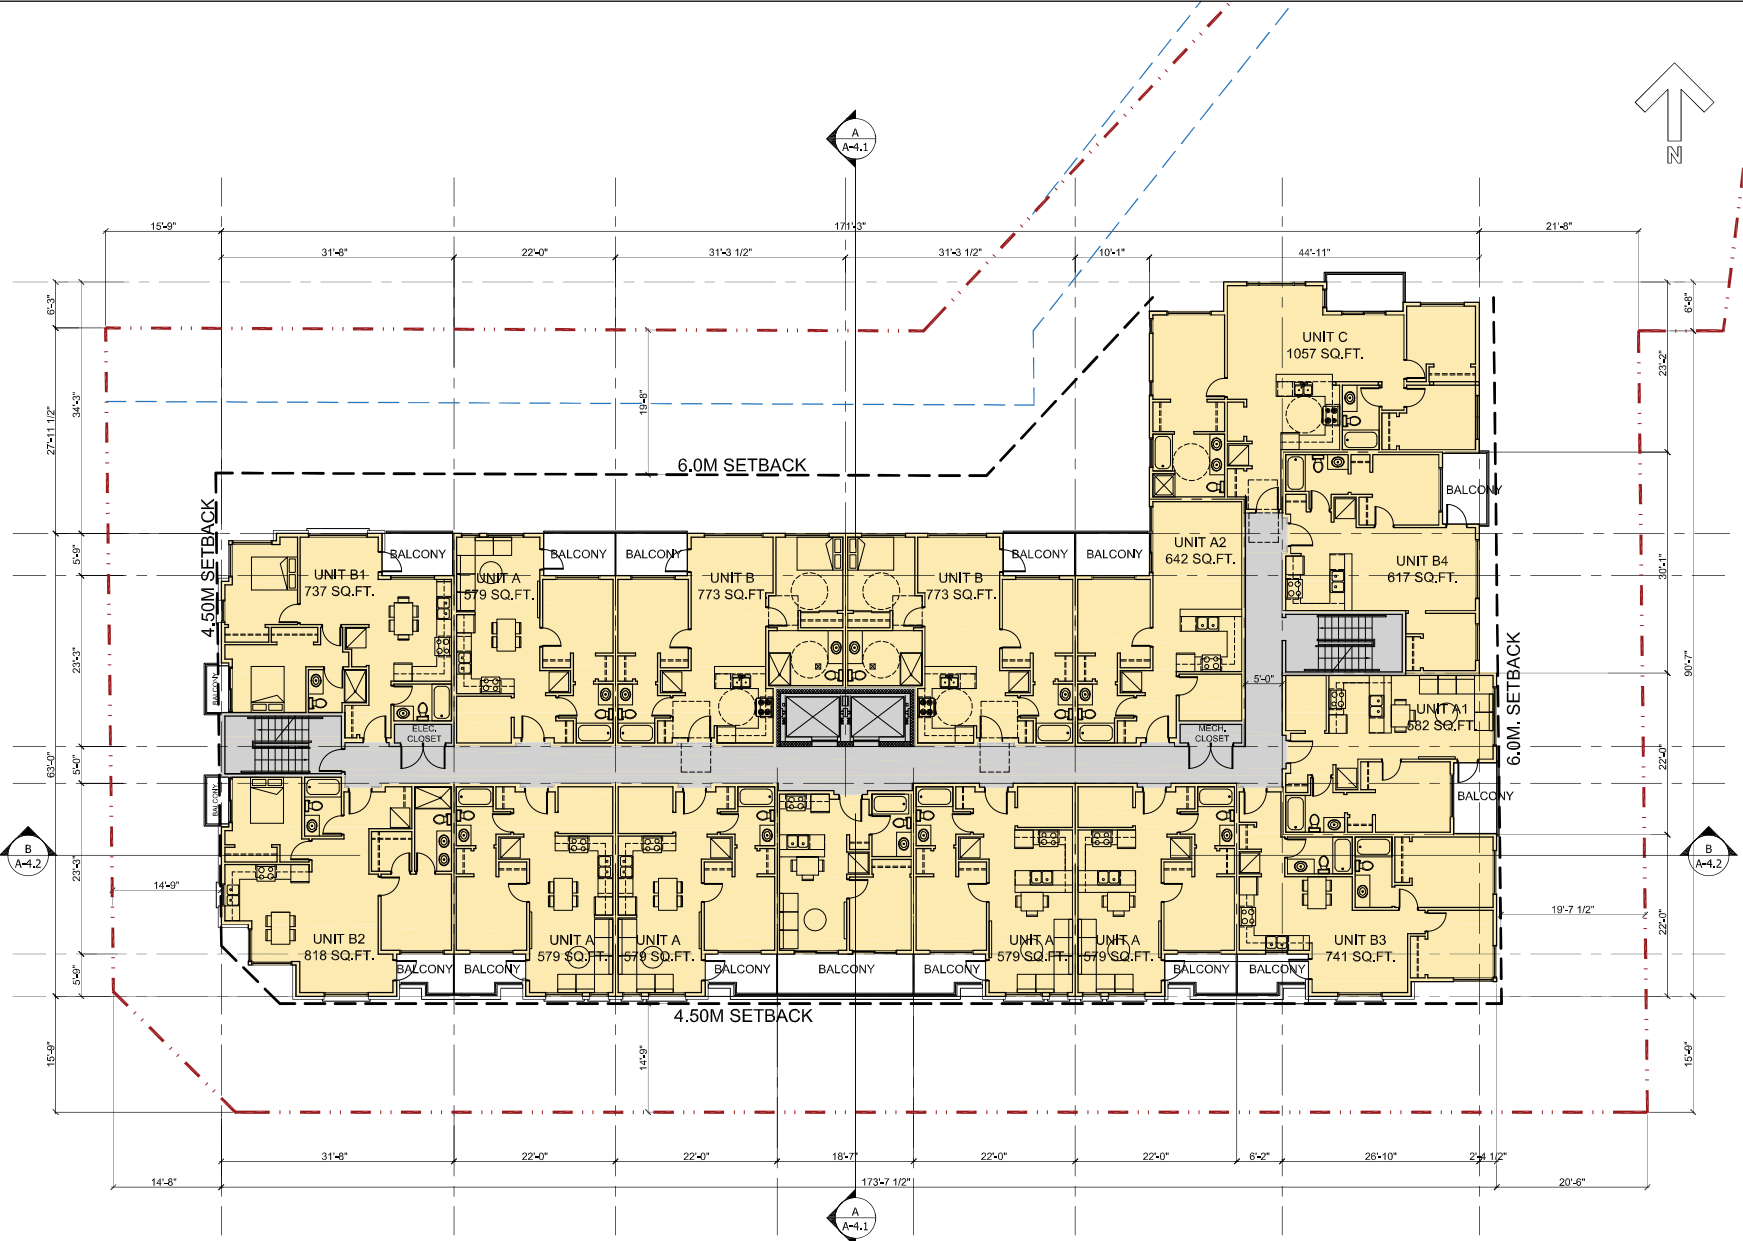 A
A-4.1
N
15'-9"
171'-3"
21'-8"
31'-8"
22'-0"
31'-3 1/2"
31'-3 1/2"
10'-1"
44'-11"
6'-3"
27'-11 1/2"
34'-3"
19'-8"
6'-8"
23'-2"
UNIT C
1057 SQ.FT.
6.0M SETBACK
4.50M SETBACK
BALCONY
UNIT B1
737 SQ.FT.
BALCONY
UNIT A
579 SQ.FT.
BALCONY
BALCONY
UNIT B
773 SQ.FT.
UNIT B
773 SQ.FT.
BALCONY
BALCONY
UNIT A2
642 SQ.FT.
BALCONY
UNIT B4
617 SQ.FT.
5'-9"
23'-3"
30'-1"
90'-7"
5'-0"
6.0M. SETBACK
BALCONY
UNIT A1
582 SQ.FT.
ELEC.
CLOSET
MECH.
CLOSET
63'-0"
5'-0"
22'-0"
BALCONY
BALCONY
B
A-4.2
B
A-4.2
23'-3"
14'-9"
19'-7 1/2"
22'-0"
UNIT B2
818 SQ.FT.
UNIT A
579 SQ.FT.
UNIT A
579 SQ.FT.
UNIT A
579 SQ.FT.
UNIT A
579 SQ.FT.
UNIT B3
741 SQ.FT.
BALCONY
BALCONY
BALCONY
BALCONY
BALCONY
BALCONY
BALCONY
5'-9"
4.50M SETBACK
15'-9"
14'-9"
15'-9"
31'-8"
22'-0"
22'-0"
18'-7"
22'-0"
22'-0"
6'-2"
26'-10"
2'-4 1/2"
14'-8"
173'-7 1/2"
20'-6"
A
A-4.1